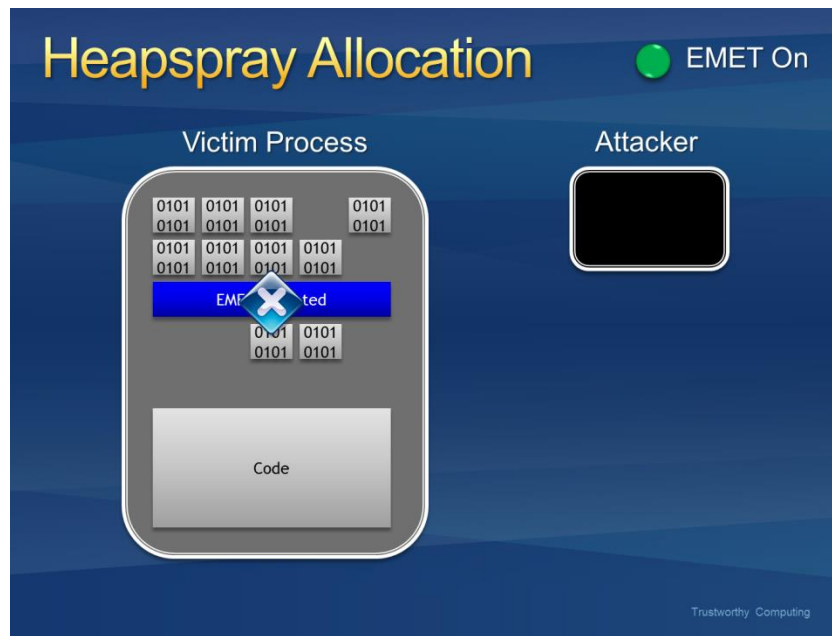 Heapspray Allocation
EMET On
Victim Process
Attacker
0101 0101 0101 0101
0101 0101 0101 0101
0101 0101 0101 0101
0101 0101 0101 0101
0101 0101
0101 0101
Code
Trustworthy Computing